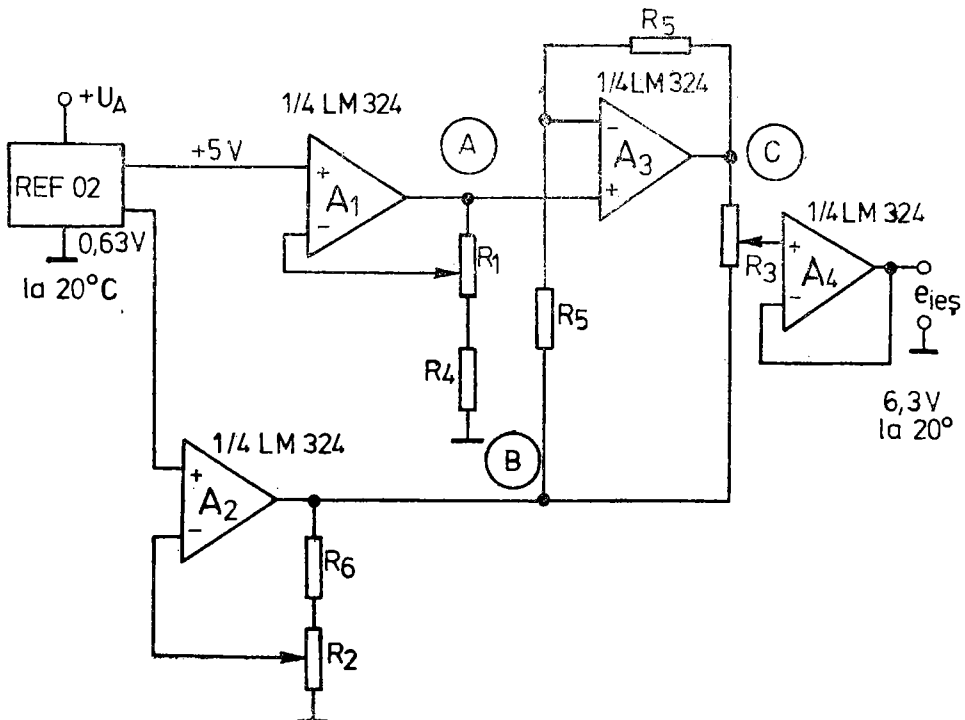 R5
1/4 LM 324
1/4 LM 324
+UA
+5 V
A
+
A1
-
-
A3
+
C
REF 02
0,63V
la 20°C
R1
1/4 LM 324
R3
+
A4
-
eieș
R5
R4
6,3V
la 20°
B
1/4 LM 324
+
A2
-
R6
R2